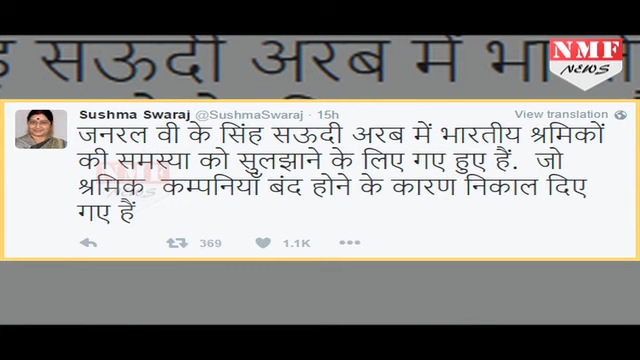 सऊदी अरब में
NMF
NEWS
Sushma Swaraj @SushmaSwaraj · 15h
View translation
जनरल वी के सिंह सऊदी अरब में भारतीय श्रमिकों
की समस्या को सुलझाने के लिए गए हुए हैं. जो
श्रमिक कम्पनियाँ बंद होने के कारण निकाल दिए
गए हैं
369
1.1K